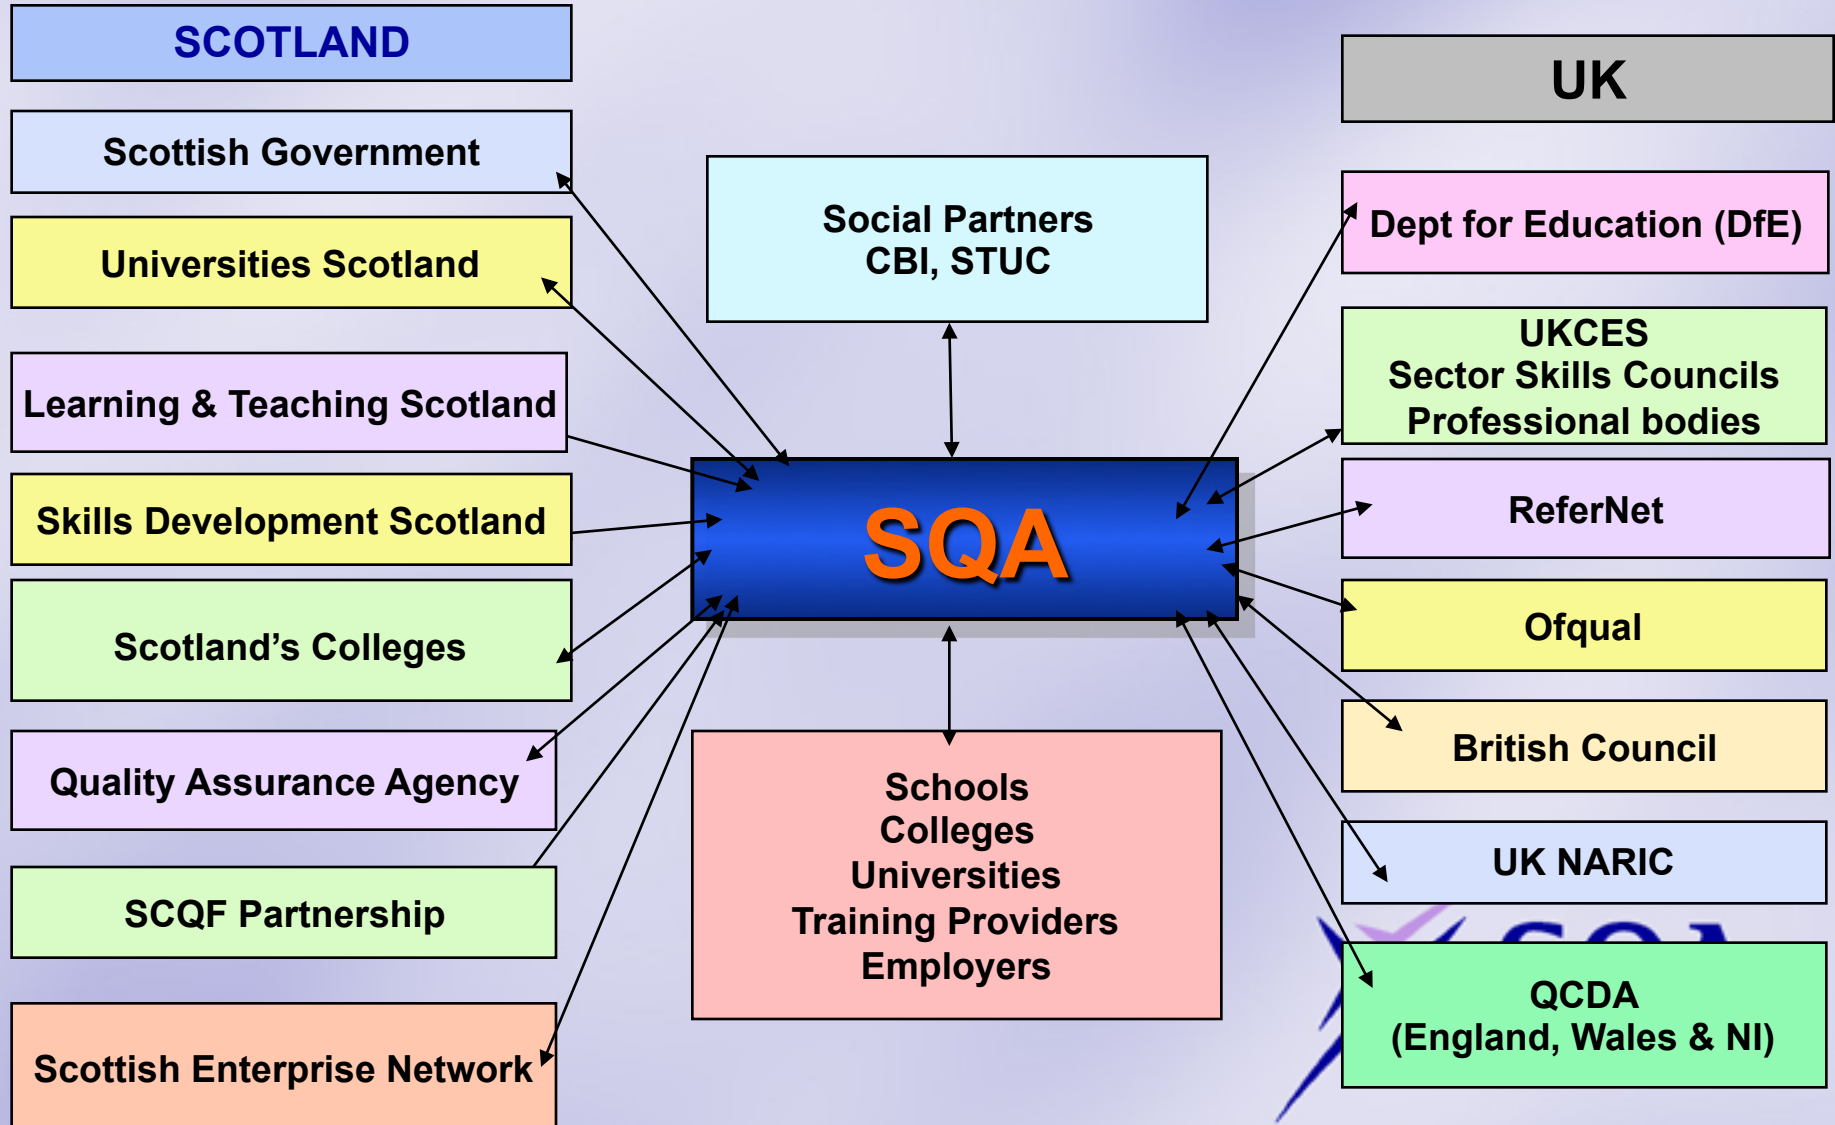 SCOTLAND
Scottish Government
Universities Scotland
Learning & Teaching Scotland
Skills Development Scotland
Scotland’s Colleges
Quality Assurance Agency
SCQF Partnership
Scottish Enterprise Network
Social Partners
CBI, STUC
SQA
Schools
Colleges
Universities
Training Providers
Employers
UK
Dept for Education (DfE)
UKCES
Sector Skills Councils
Professional bodies
ReferNet
Ofqual
British Council
UK NARIC
SQA
QCDA
(England, Wales & NI)